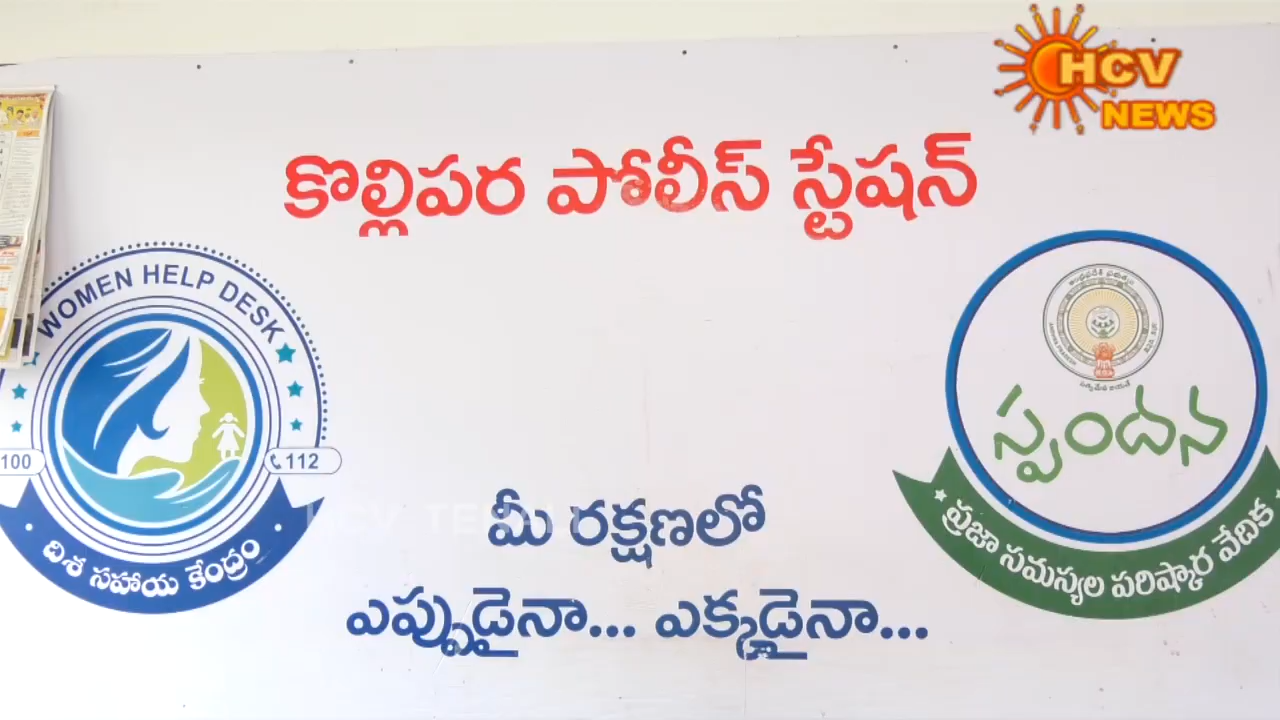 HCV
NEWS
కొల్లిపర పోలీస్ స్టేషన్
WOMEN HELP DESK
100
112
దిశ సహాయ కేంద్రం
స్పందన
ప్రజా సమస్యల పరిష్కార వేదిక
మీ రక్షణలో
ఎప్పుడైనా... ఎక్కడైనా...